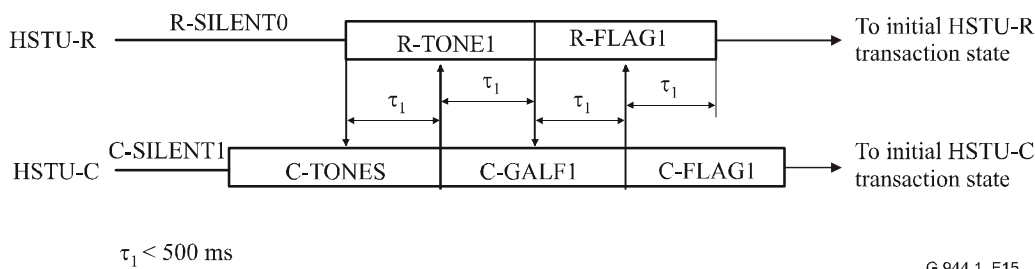 R-SILENT0
HSTU-R
R-TONE1
R-FLAG1
To initial HSTU-R
transaction state
τ1
τ1
τ1
τ1
C-SILENT1
HSTU-C
C-TONES
C-GALF1
C-FLAG1
To initial HSTU-C
transaction state
τ1 < 500 ms
G.944.1_F15